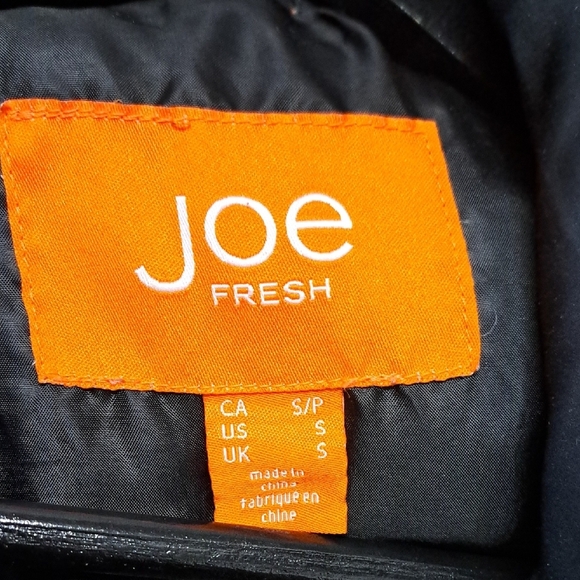 Joe
FRESH
CA S/P
US S
UK S
made in
china
fabriqué en
chine